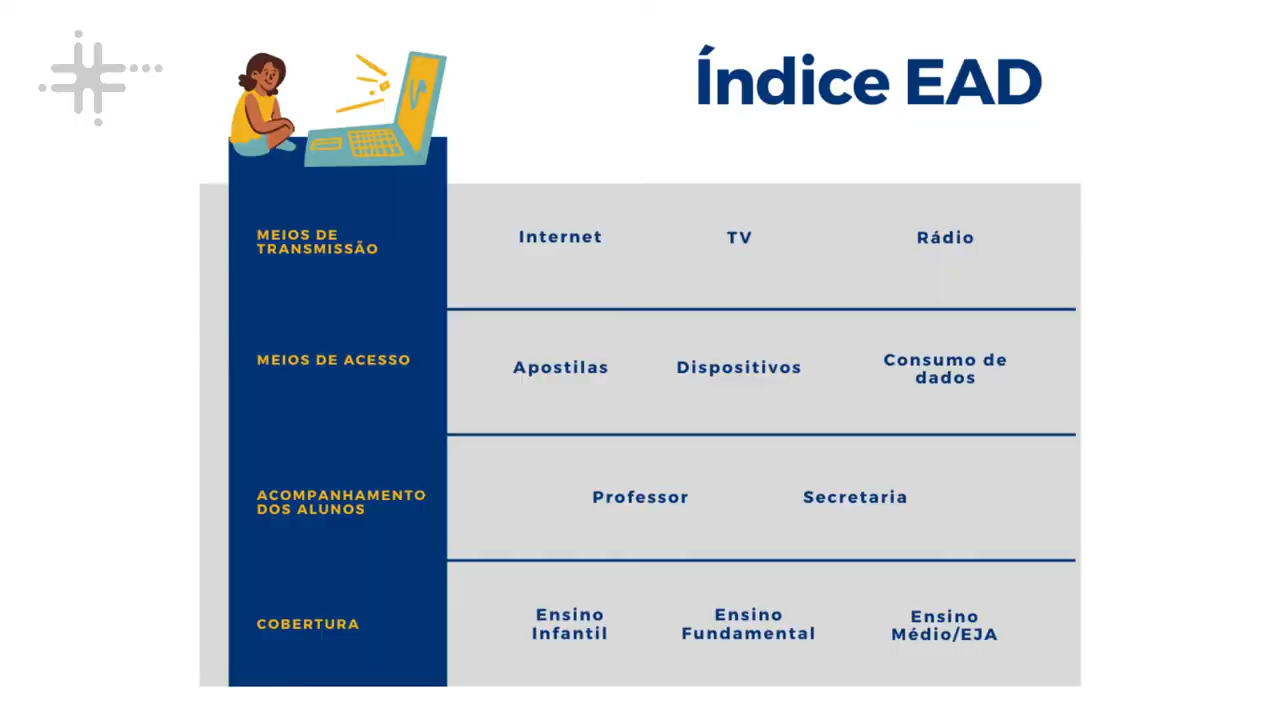 Índice EAD
MEIOS DE
TRANSMISSÃO
Internet
TV
Rádio
MEIOS DE ACESSO
Apostilas
Dispositivos
Consumo de
dados
ACOMPANHAMENTO
DOS ALUNOS
Professor
Secretaria
COBERTURA
Ensino
Infantil
Ensino
Fundamental
Ensino
Médio/EJA